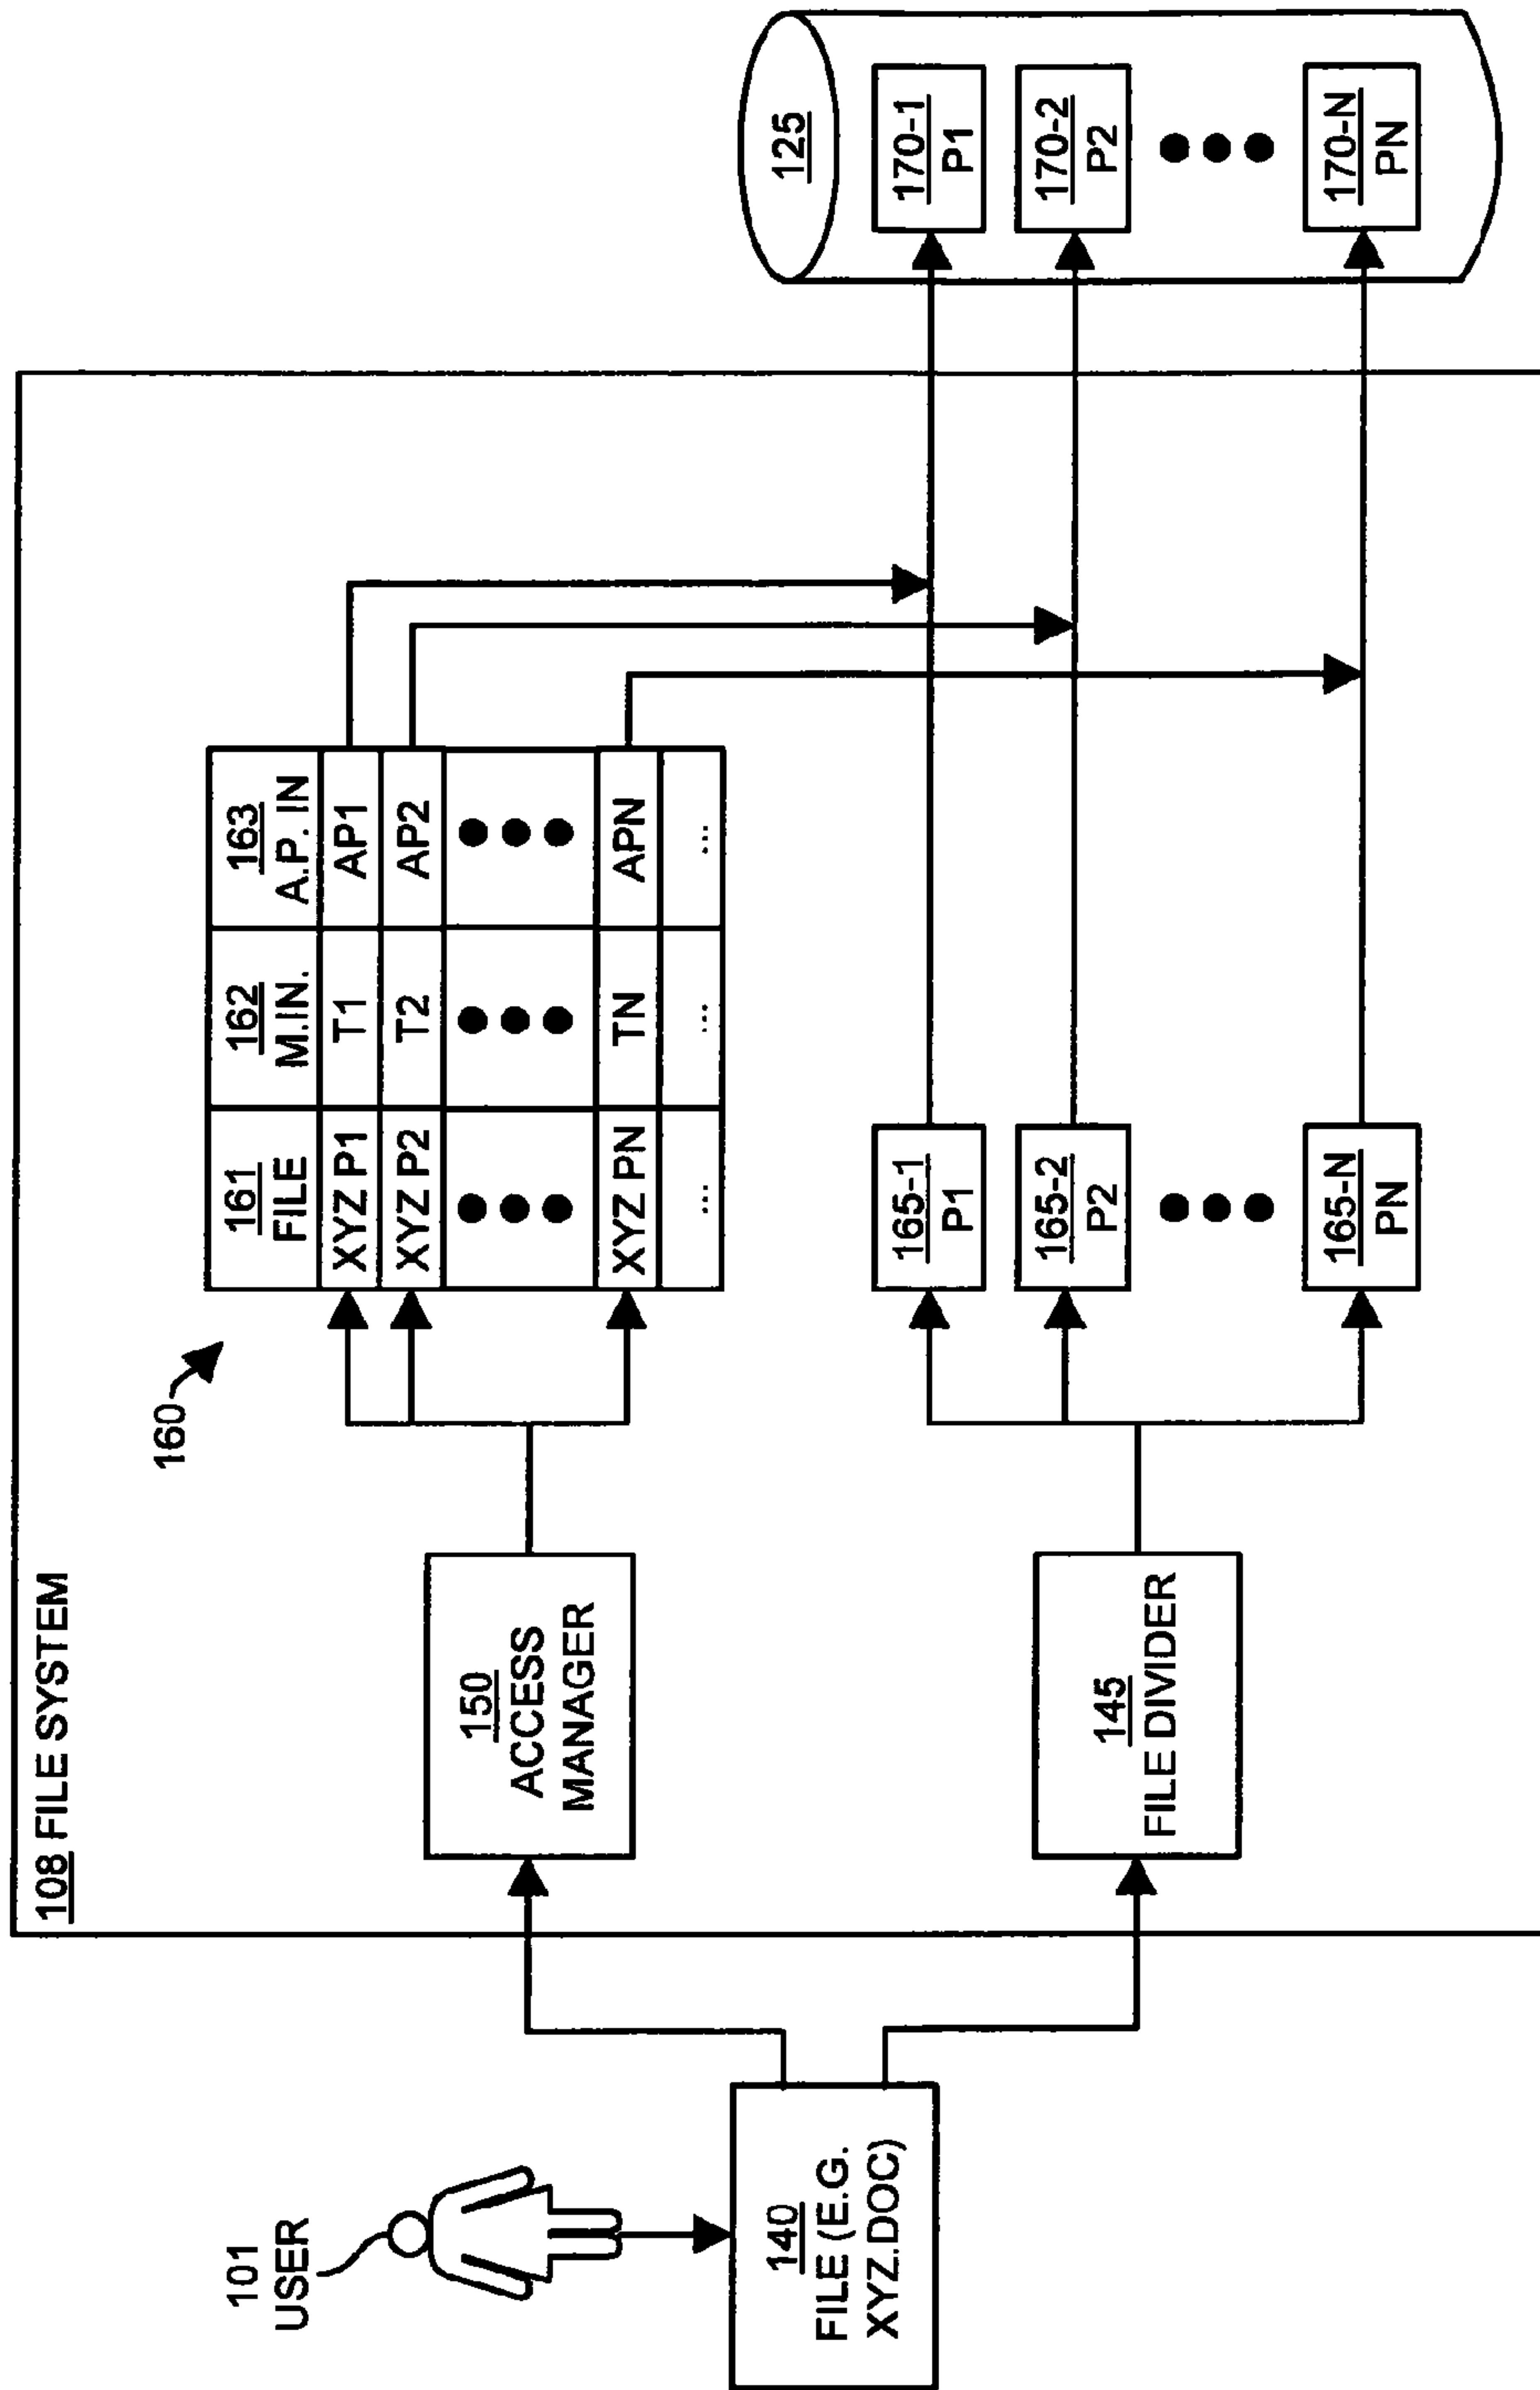 101
USER
140
FILE (E.G.
XYZ.DOC)
108 FILE SYSTEM
150
ACCESS
MANAGER
145
FILE DIVIDER
160
161
FILE
162
M.IN.
163
A.P. IN
XYZ P1
T1
AP1
XYZ P2
T2
AP2
XYZ PN
TN
APN
...
...
...
165-1
P1
165-2
P2
165-N
PN
125
170-1
P1
170-2
P2
170-N
PN